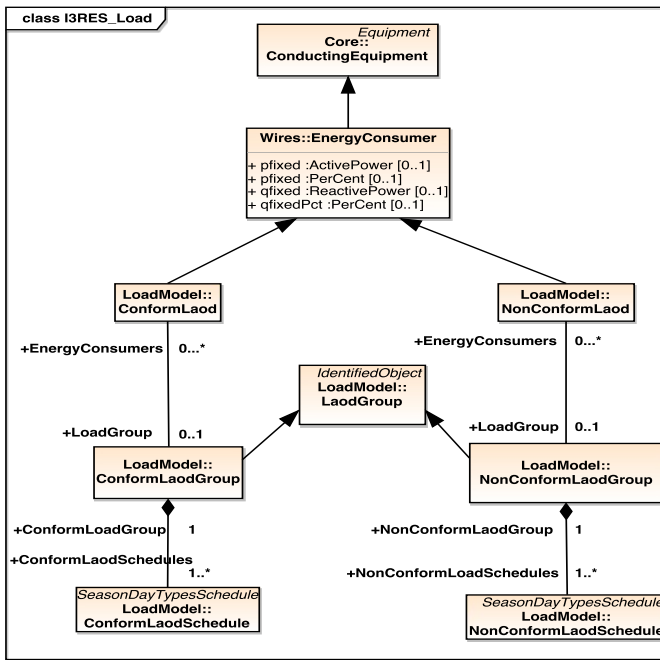 class I3RES_Load
Equipment
Core::
ConductingEquipment
Wires::EnergyConsumer
+ pfixed :ActivePower [0..1]
+ pfixed :PerCent [0..1]
+ qfixed :ReactivePower [0..1]
+ qfixedPct :PerCent [0..1]
LoadModel::
ConformLaod
LoadModel::
NonConformLaod
+EnergyConsumers 0...*
+EnergyConsumers 0...*
IdentifiedObject
LoadModel::
LaodGroup
+LoadGroup 0..1
+LoadGroup 0..1
LoadModel::
ConformLaodGroup
LoadModel::
NonConformLaodGroup
+ConformLoadGroup 1
+NonConformLaodGroup 1
+ConformLaodSchedules
1..*
+NonConformLoadSchedules 1..*
SeasonDayTypesSchedule
LoadModel::
ConformLaodSchedule
SeasonDayTypesSchedule
LoadModel::
NonConformLaodSchedule